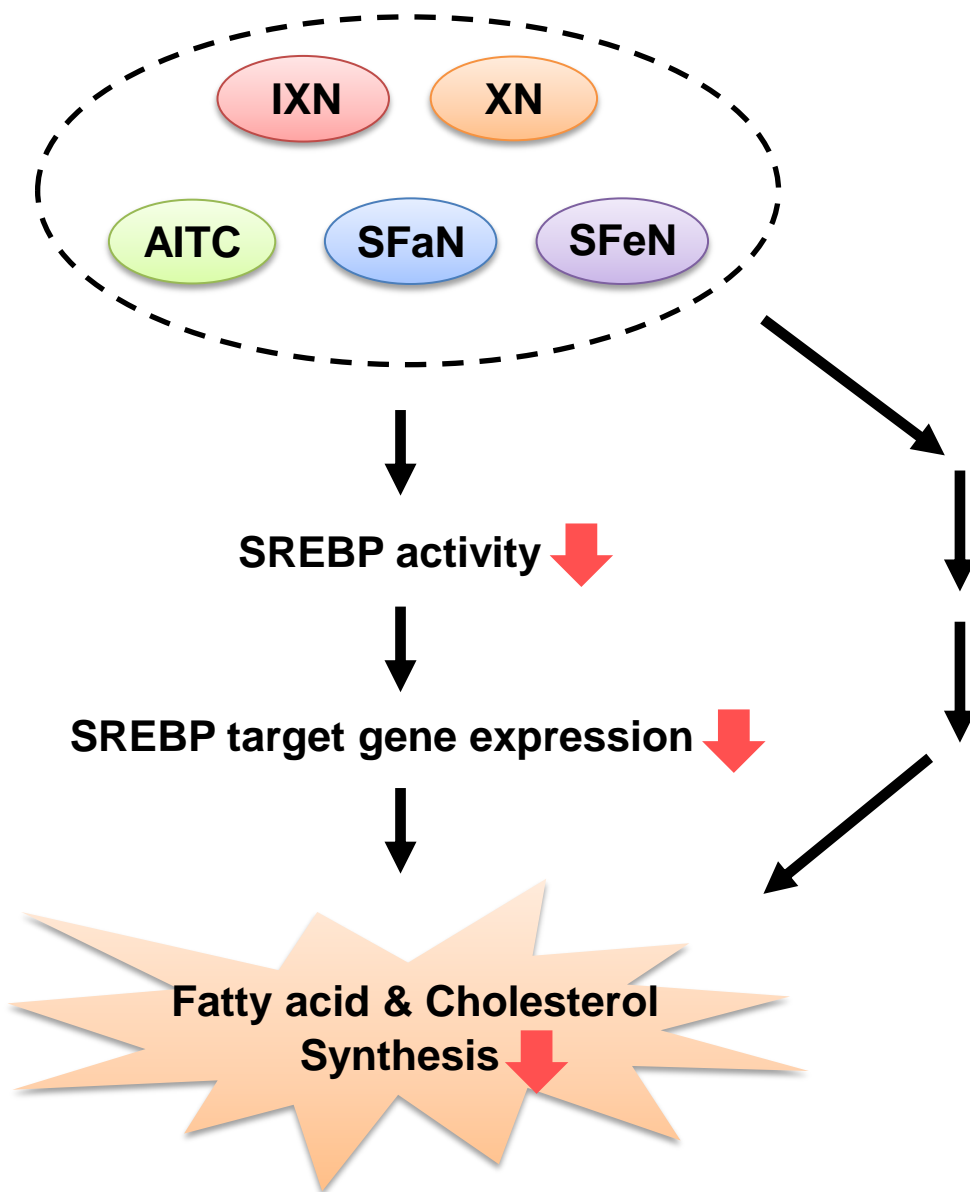 IXN
XN
AITC
SFaN
SFeN
SREBP activity
SREBP target gene expression
Fatty acid & Cholesterol
Synthesis